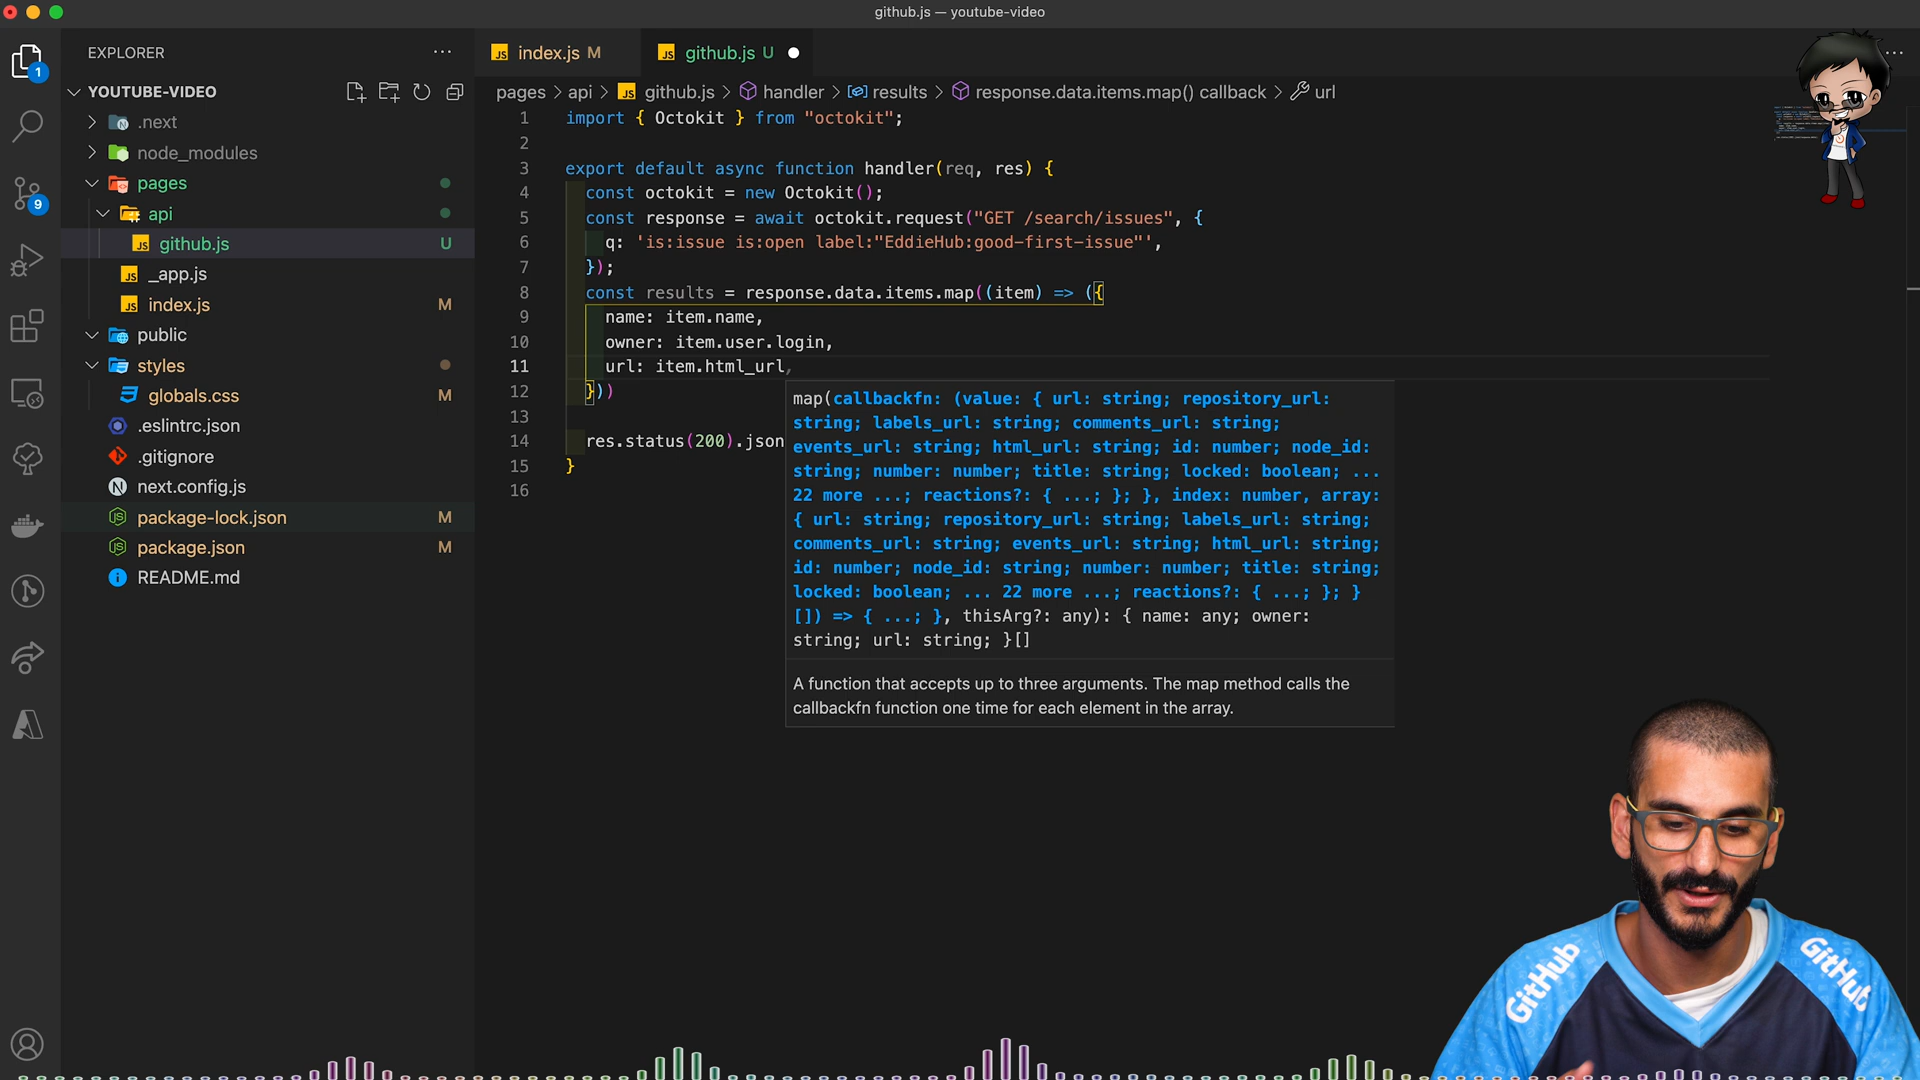 github.js — youtube-video
EXPLORER
index.js M
github.js U
YOUTUBE-VIDEO
pages > api > github.js > handler > results > response.data.items.map() callback > url
.next
node_modules
pages
api
github.js U
_app.js
index.js M
public
styles
globals.css M
.eslintrc.json
.gitignore
next.config.js
package-lock.json M
package.json M
README.md
1
9
1 import { Octokit } from "octokit";
2
3 export default async function handler(req, res) {
4 const octokit = new Octokit();
5 const response = await octokit.request("GET /search/issues", {
6 q: 'is:issue is:open label:"EddieHub:good-first-issue"',
7 });
8 const results = response.data.items.map((item) => ({
9 name: item.name,
10 owner: item.user.login,
11 url: item.html_url,
12 }))
13
14 res.status(200).json
15 }
16
map(callbackfn: (value: { url: string; repository_url:
string; labels_url: string; comments_url: string;
events_url: string; html_url: string; id: number; node_id:
string; number: number; title: string; locked: boolean; ...
22 more ...; reactions?: { ...; }; }, index: number, array:
{ url: string; repository_url: string; labels_url: string;
comments_url: string; events_url: string; html_url: string;
id: number; node_id: string; number: number; title: string;
locked: boolean; ... 22 more ...; reactions?: { ...; }; }
[]) => { ...; }, thisArg?: any): { name: any; owner:
string; url: string; }[]
A function that accepts up to three arguments. The map method calls the
callbackfn function one time for each element in the array.
GitHub
GitHub